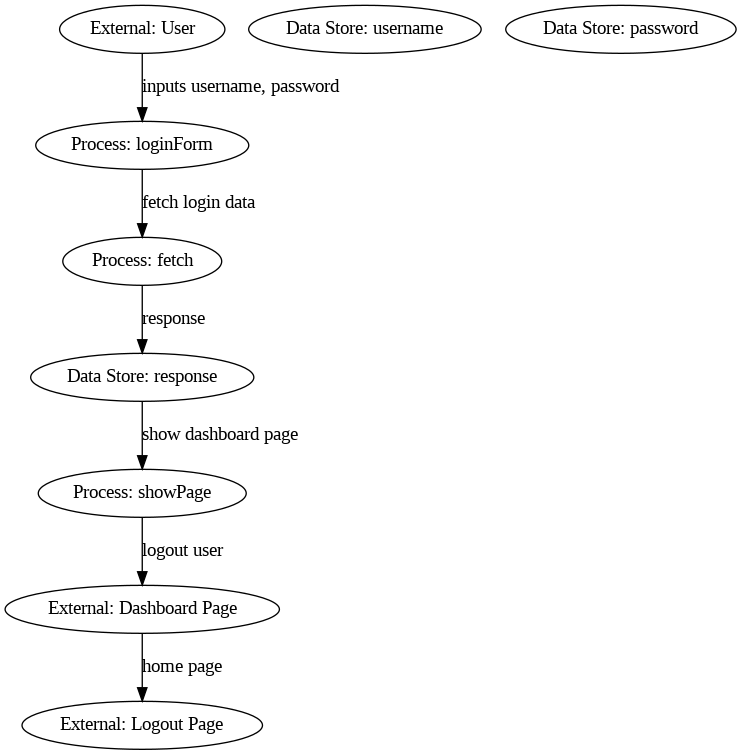 External: User
Data Store: username
Data Store: password
inputs username, password
Process: loginForm
fetch login data
Process: fetch
response
Data Store: response
show dashboard page
Process: showPage
logout user
External: Dashboard Page
home page
External: Logout Page